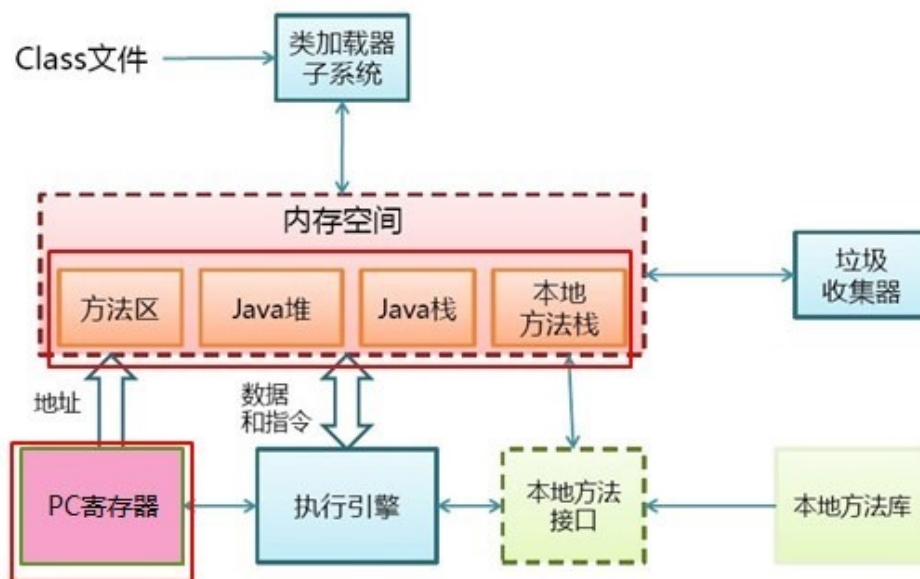 Class文件
类加载器
子系统
内存空间
方法区
Java堆
Java栈
本地
方法栈
垃圾
收集器
地址
数据
和指令
PC寄存器
执行引擎
本地方法
接口
本地方法库